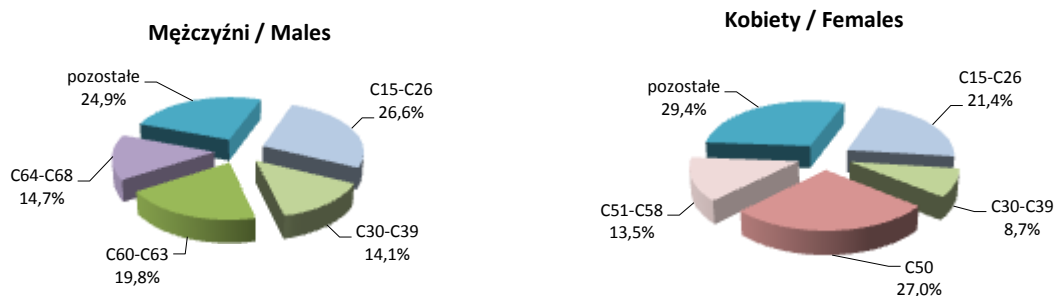 Mężczyźni / Males
pozostałe
24,9%
C15-C26
26,6%
C64-C68
14,7%
C60-C63
19,8%
C30-C39
14,1%
Kobiety / Females
pozostałe
29,4%
C15-C26
21,4%
C51-C58
13,5%
C30-C39
8,7%
C50
27,0%